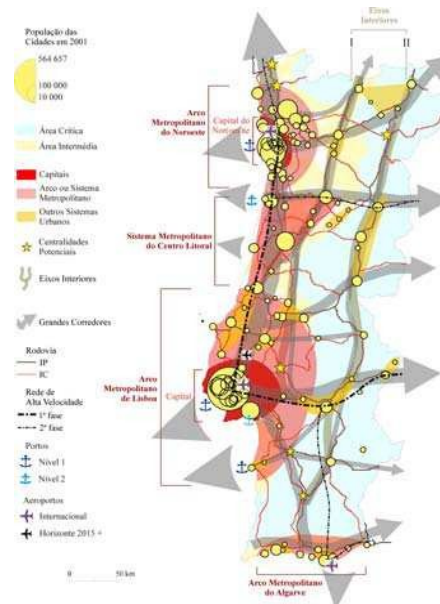 População das
Cidades em 2001
564 657
100 000
10 000
Área Crítica
Área Intermédia
Capitais
Arco ou Sistema
Metropolitano
Outros Sistemas
Urbanos
Centralidades
Potenciais
Eixos Interiores
Grandes Corredores
Rodovia
IP
IC
Rede de
Alta Velocidade
1ª fase
2ª fase
Portos
Nível 1
Nível 2
Aeroportos
Internacional
Horizonte 2015 +
0 50 km
Eixos
Interiores
I II
Arco
Metropolitano
do Noroeste
Capital do
Noroeste
Sistema Metropolitano
do Centro Litoral
Arco
Metropolitano
de Lisboa
Capital
Arco Metropolitano
do Algarve